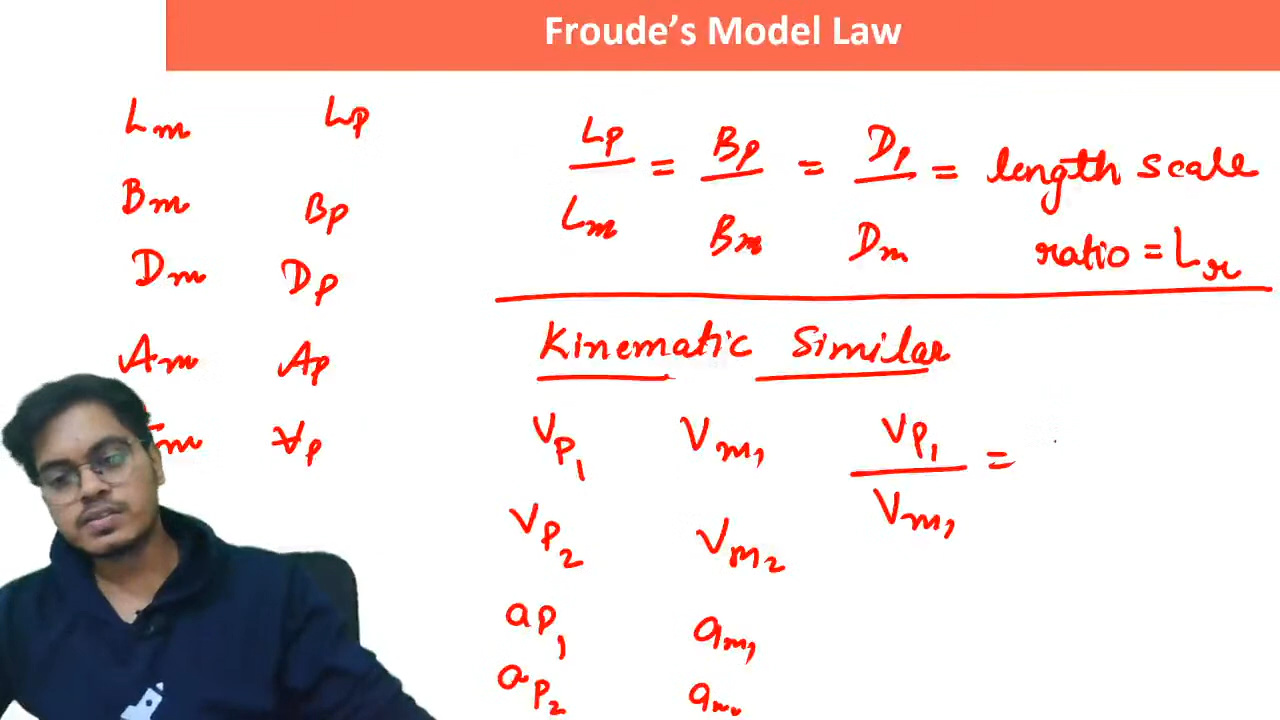 Froude's Model Law
Lm Lp
Bm Bp
Dm Dp
Am Ap
m ∀p
Lp/Lm = Bp/Bm = Dp/Dm = length scale
ratio = Lr
Kinematic Similar
Vp1 Vm1 Vp1/Vm1 =
Vp2 Vm2
ap1 am1
ap2 am